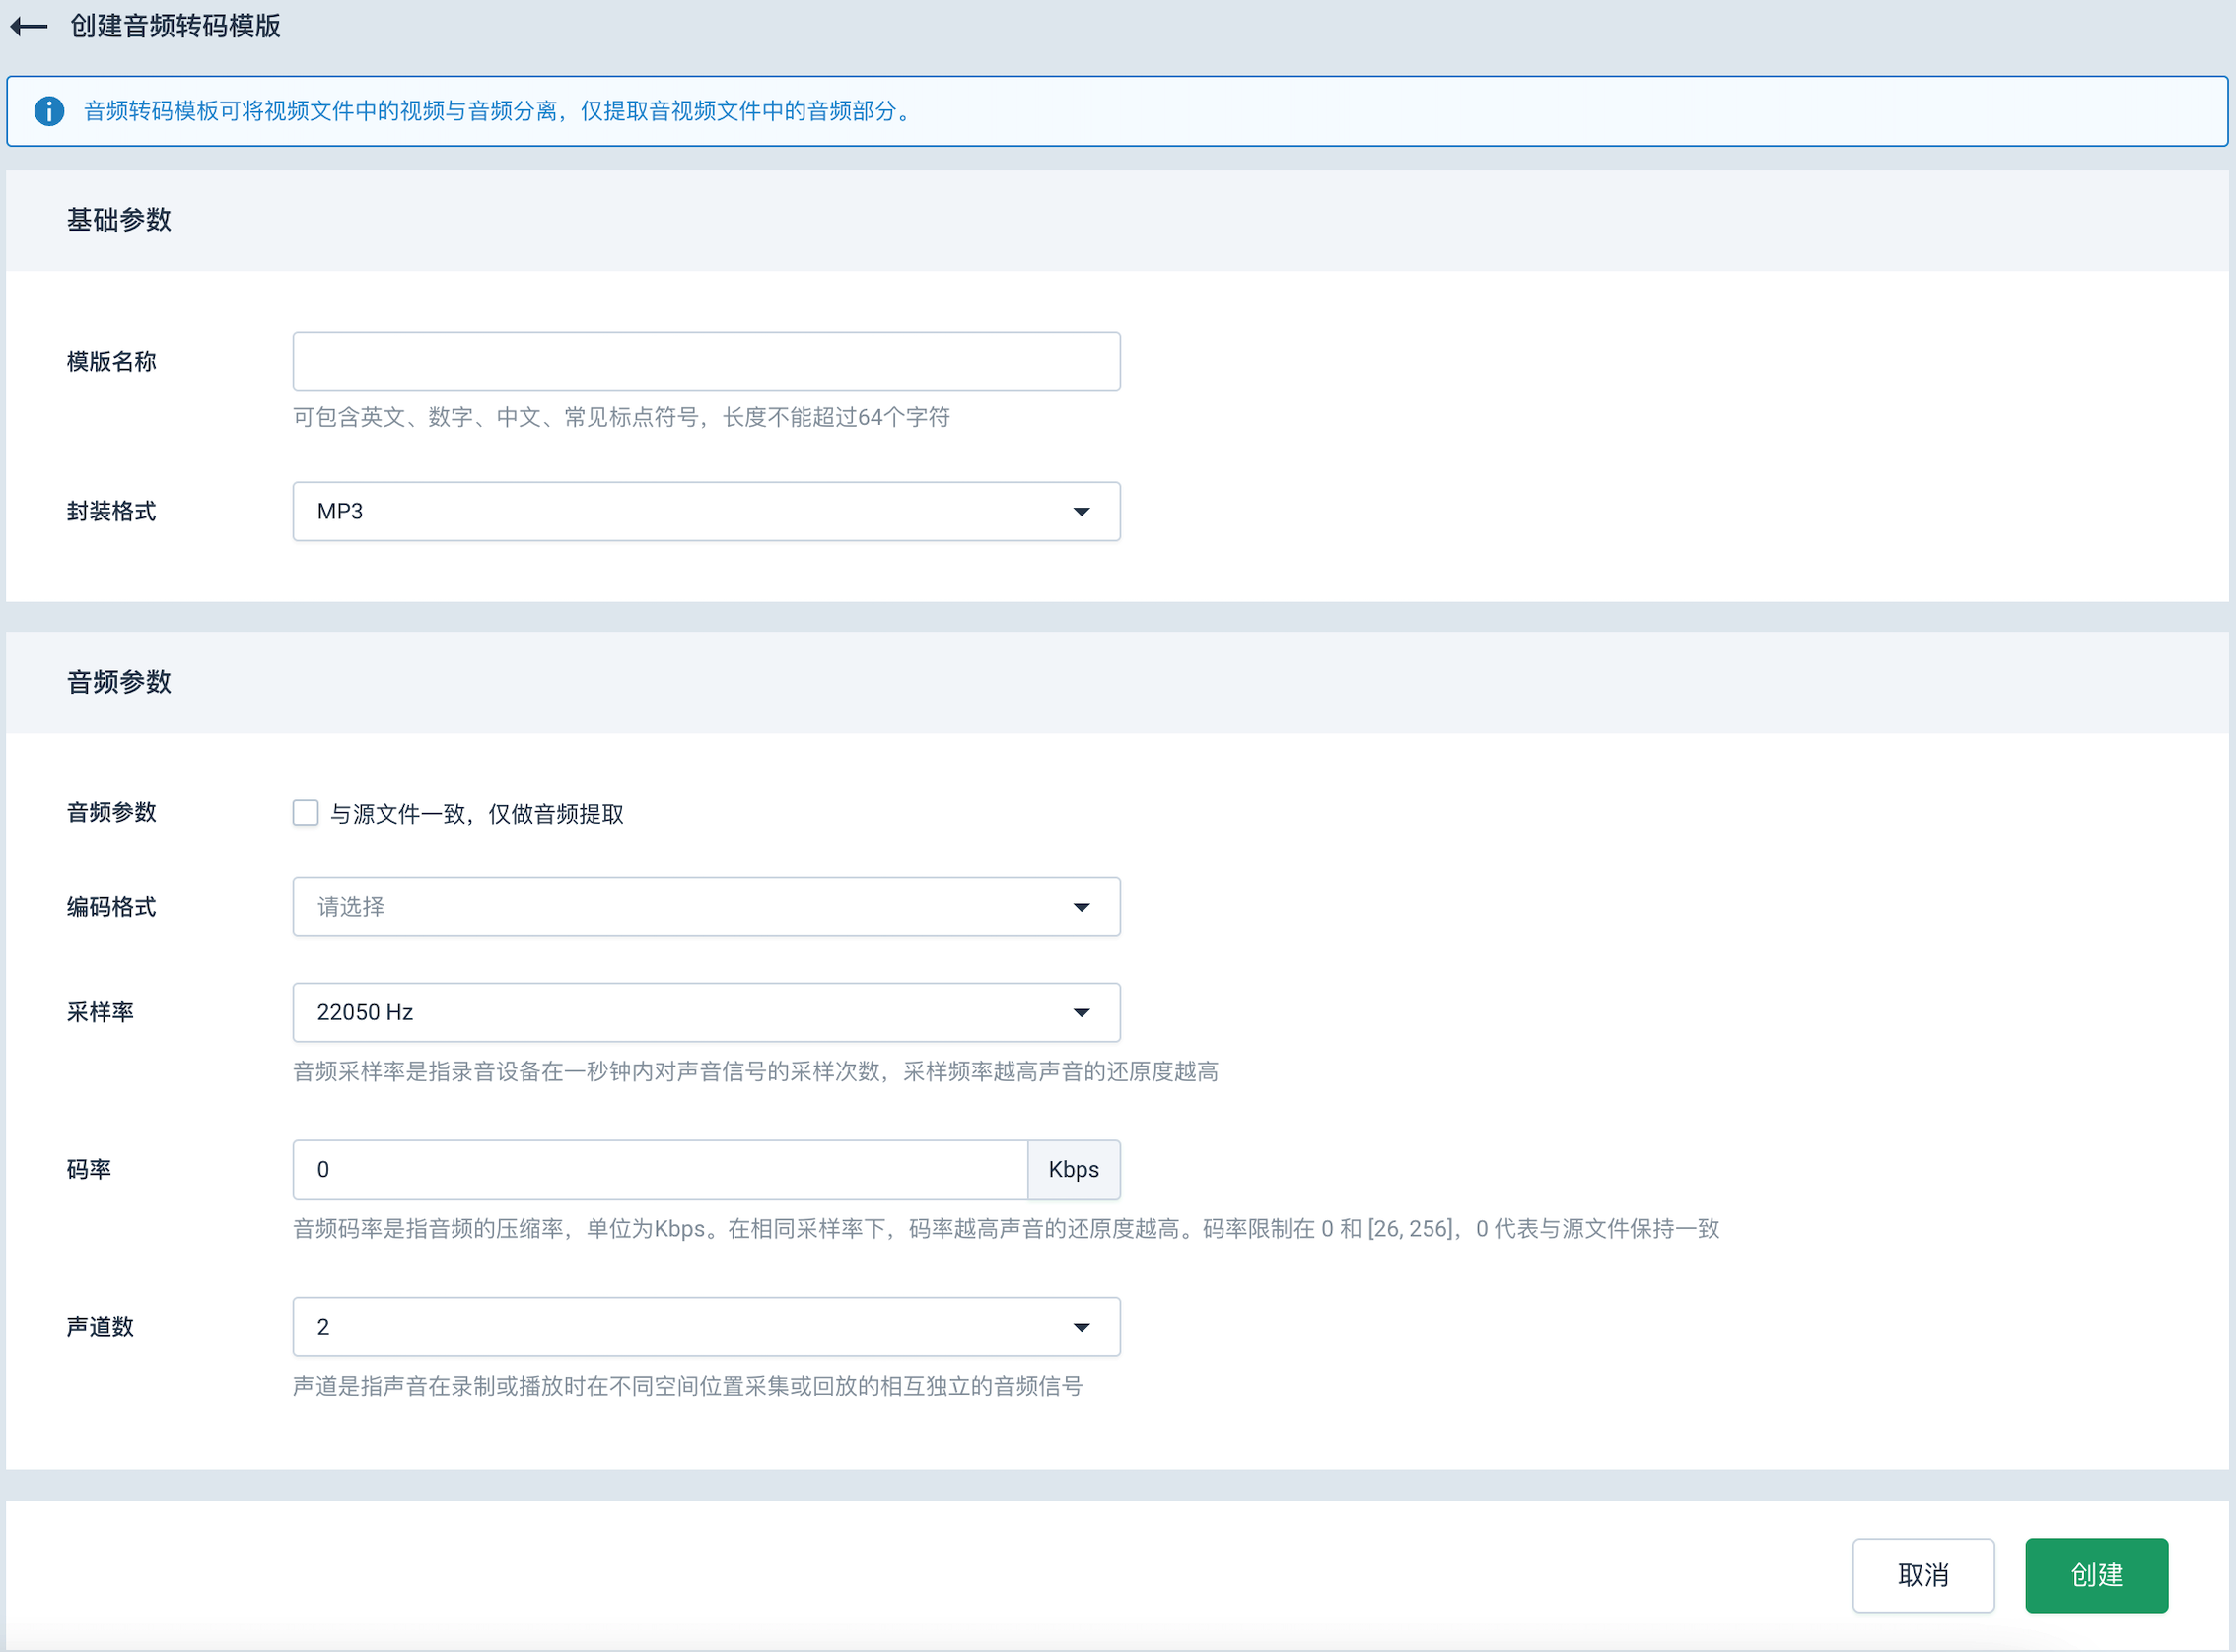 创建音频转码模版
音频转码模板可将视频文件中的视频与音频分离，仅提取音视频文件中的音频部分。
基础参数
模版名称
可包含英文、数字、中文、常见标点符号，长度不能超过64个字符
封装格式
MP3
音频参数
音频参数
与源文件一致，仅做音频提取
编码格式
请选择
采样率
22050 Hz
音频采样率是指录音设备在一秒钟内对声音信号的采样次数，采样频率越高声音的还原度越高
码率
0
Kbps
音频码率是指音频的压缩率，单位为Kbps。在相同采样率下，码率越高声音的还原度越高。码率限制在 0 和 [26, 256]，0 代表与源文件保持一致
声道数
2
声道是指声音在录制或播放时在不同空间位置采集或回放的相互独立的音频信号
取消
创建